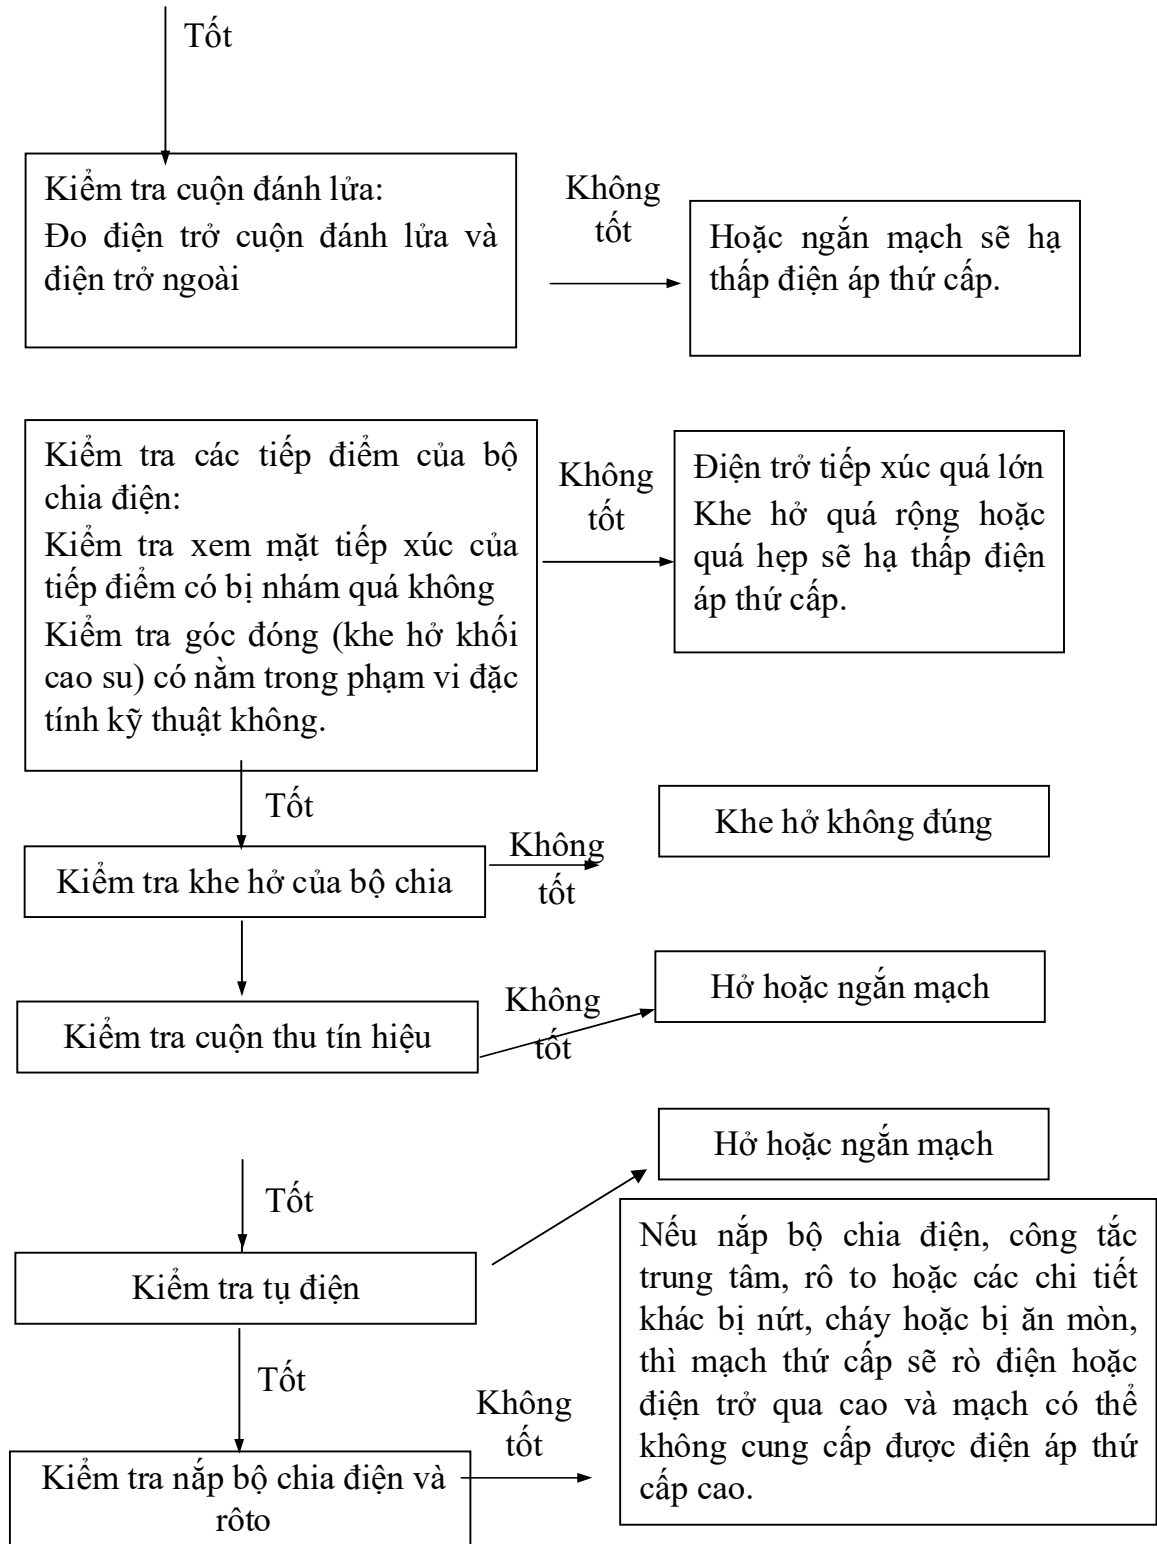 Tốt
Kiểm tra cuộn đánh lửa:
Đo điện trở cuộn đánh lửa và
điện trở ngoài
Không
tốt
Hoặc ngắn mạch sẽ hạ
thấp điện áp thứ cấp.
Kiểm tra các tiếp điểm của bộ
chia điện:
Kiểm tra xem mặt tiếp xúc của
tiếp điểm có bị nhám quá không
Kiểm tra góc đóng (khe hở khối
cao su) có nằm trong phạm vi đặc
tính kỹ thuật không.
Không
tốt
Điện trở tiếp xúc quá lớn
Khe hở quá rộng hoặc
quá hẹp sẽ hạ thấp điện
áp thứ cấp.
Tốt
Kiểm tra khe hở của bộ chia
Không
tốt
Khe hở không đúng
Kiểm tra cuộn thu tín hiệu
Không
tốt
Hở hoặc ngắn mạch
Tốt
Kiểm tra tụ điện
Hở hoặc ngắn mạch
Tốt
Kiểm tra nắp bộ chia điện và
rôto
Không
tốt
Nếu nắp bộ chia điện, công tắc
trung tâm, rô to hoặc các chi tiết
khác bị nứt, cháy hoặc bị ăn mòn,
thì mạch thứ cấp sẽ rò điện hoặc
điện trở qua cao và mạch có thể
không cung cấp được điện áp thứ
cấp cao.